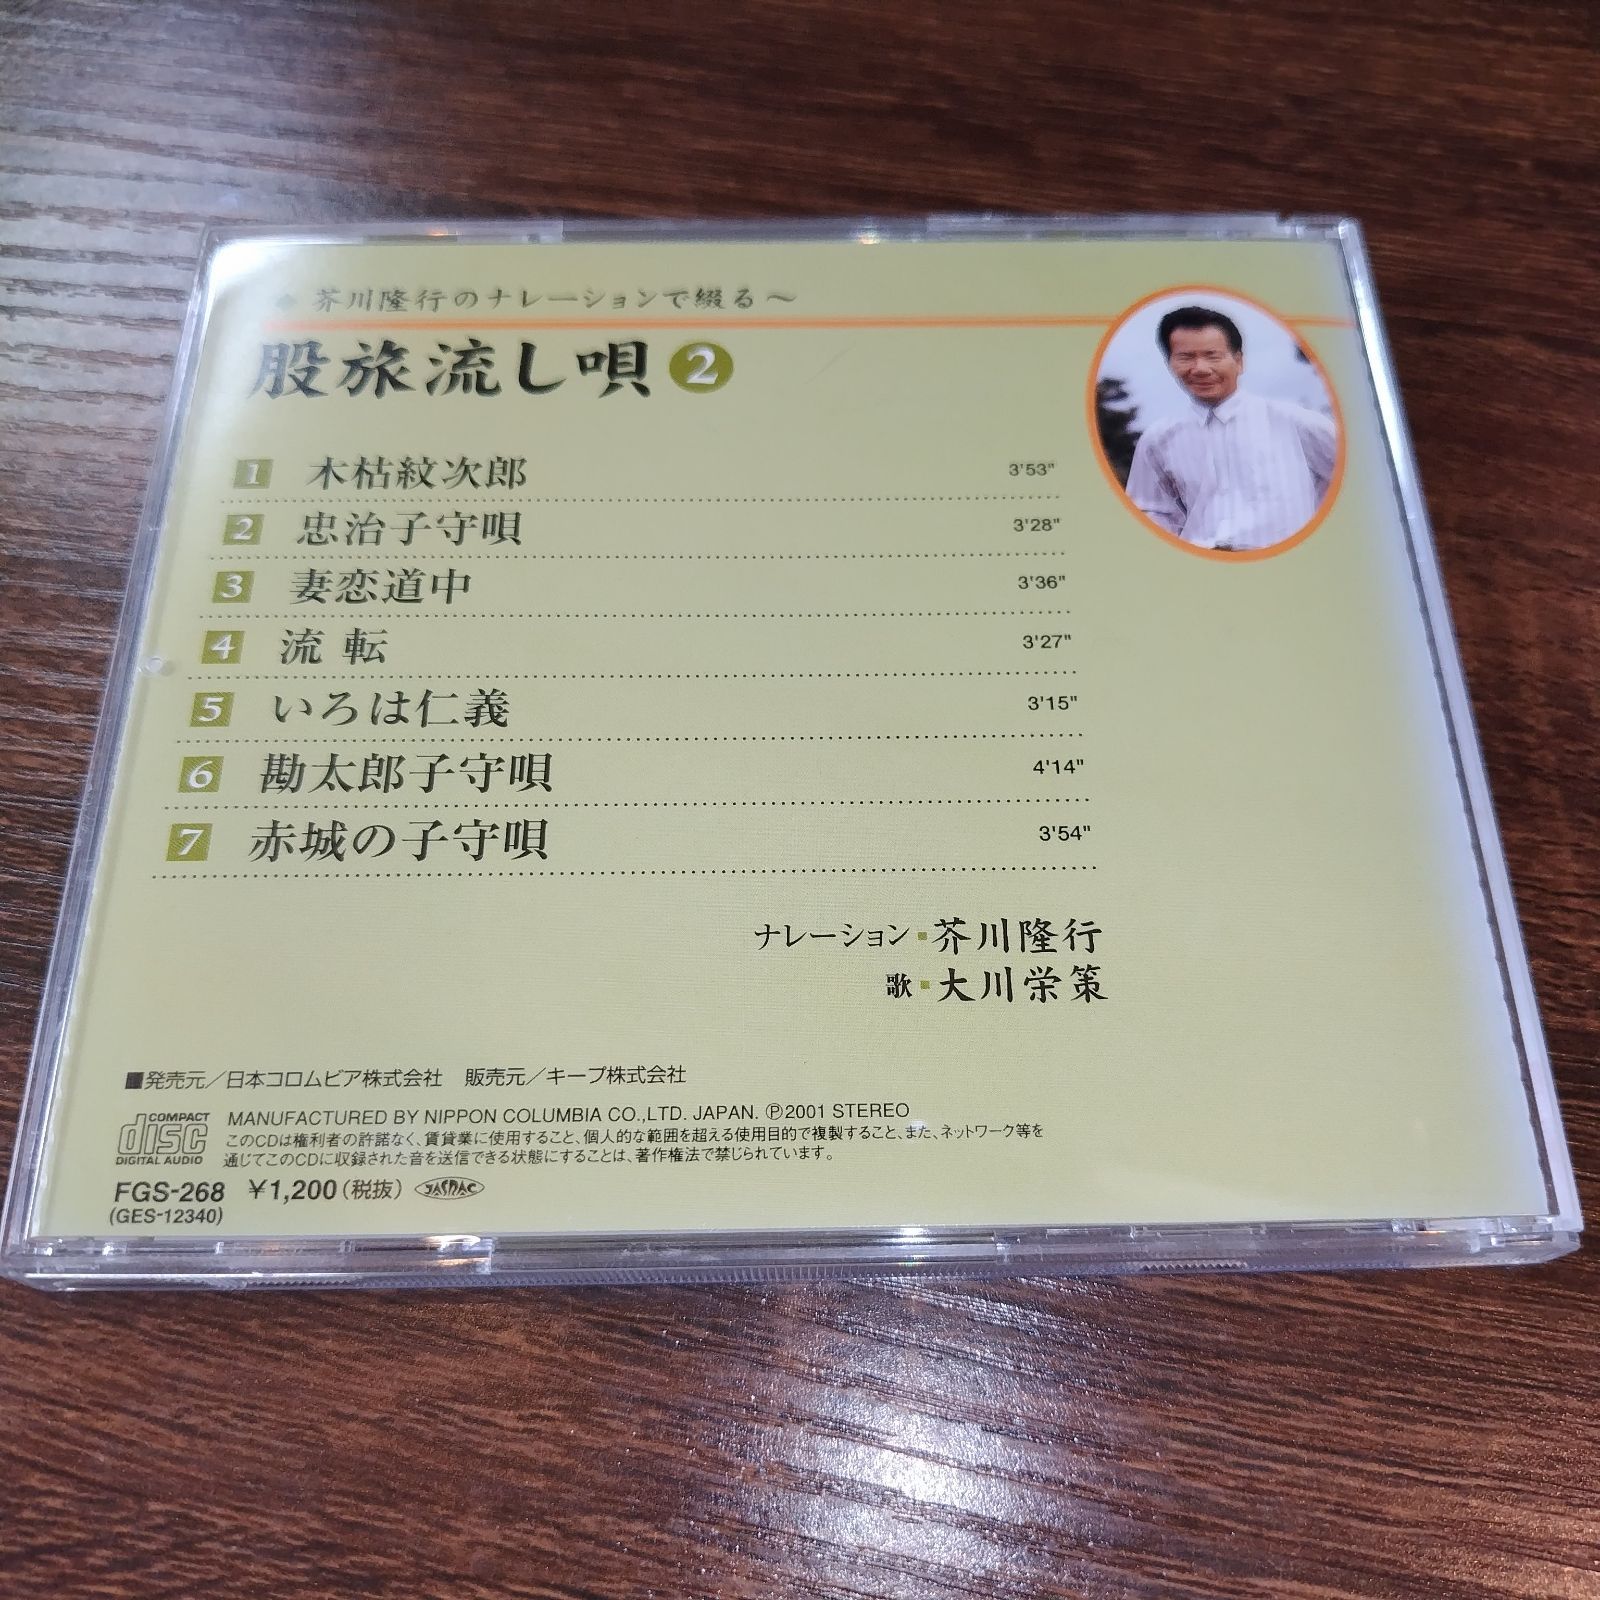 ◆ 芥川隆行のナレーションで綴る～
股旅流し唄 2
1 木枯紋次郎 3'53"
2 忠治子守唄 3'28"
3 妻恋道中 3'36"
4 流 転 3'27"
5 いろは仁義 3'15"
6 勘太郎子守唄 4'14"
7 赤城の子守唄 3'54"
ナレーション・芥川隆行
歌・大川栄策
■発売元／日本コロムビア株式会社　販売元／キープ株式会社
COMPACT
disc
DIGITAL AUDIO
MANUFACTURED BY NIPPON COLUMBIA CO.,LTD. JAPAN. ℗2001 STEREO
このCDは権利者の許諾なく、賃貸業に使用すること、個人的な範囲を超える使用目的で複製すること、また、ネットワーク等を
通じてこのCDに収録された音を送信できる状態にすることは、著作権法で禁じられています。
FGS-268 ¥1,200(税抜) JASRAC
(GES-12340)